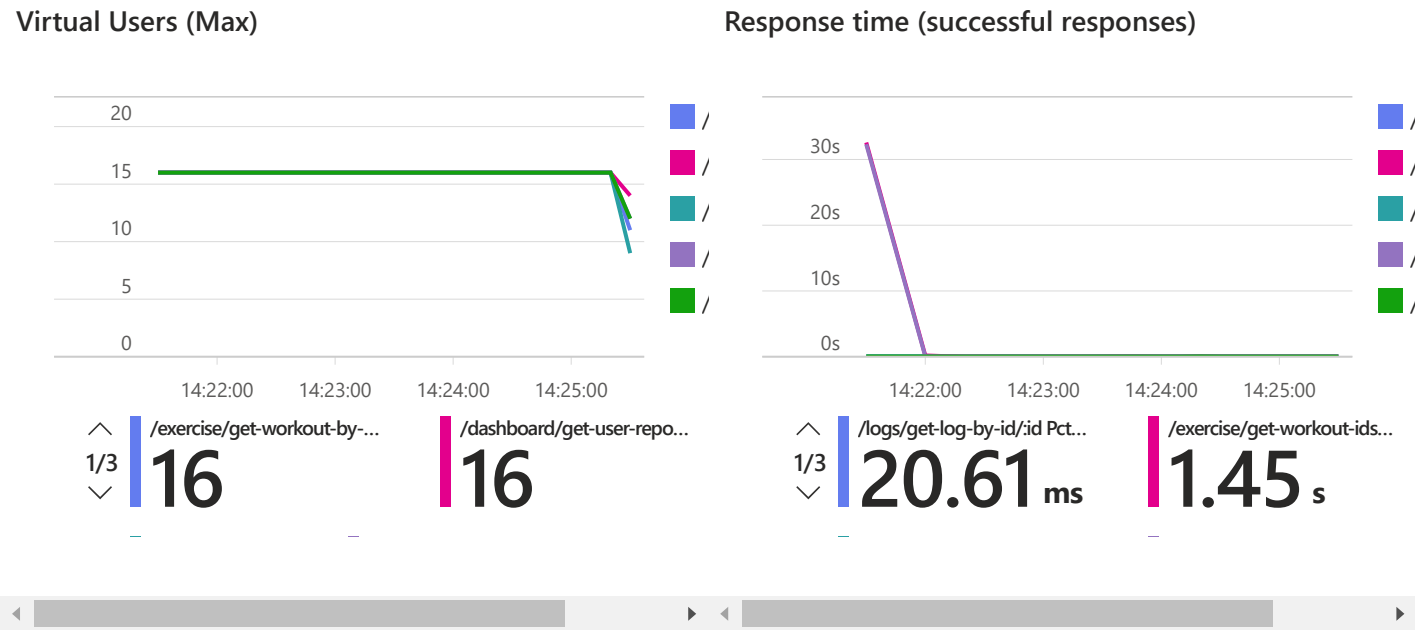 Virtual Users (Max)
20
15
10
5
0
14:22:00 14:23:00 14:24:00 14:25:00
/
/
/
/
/
1/3
/exercise/get-workout-by-...
16
/dashboard/get-user-repo...
16
Response time (successful responses)
30s
20s
10s
0s
14:22:00 14:23:00 14:24:00 14:25:00
/
/
/
/
/
1/3
/logs/get-log-by-id/:id Pct...
20.61 ms
/exercise/get-workout-ids...
1.45 s